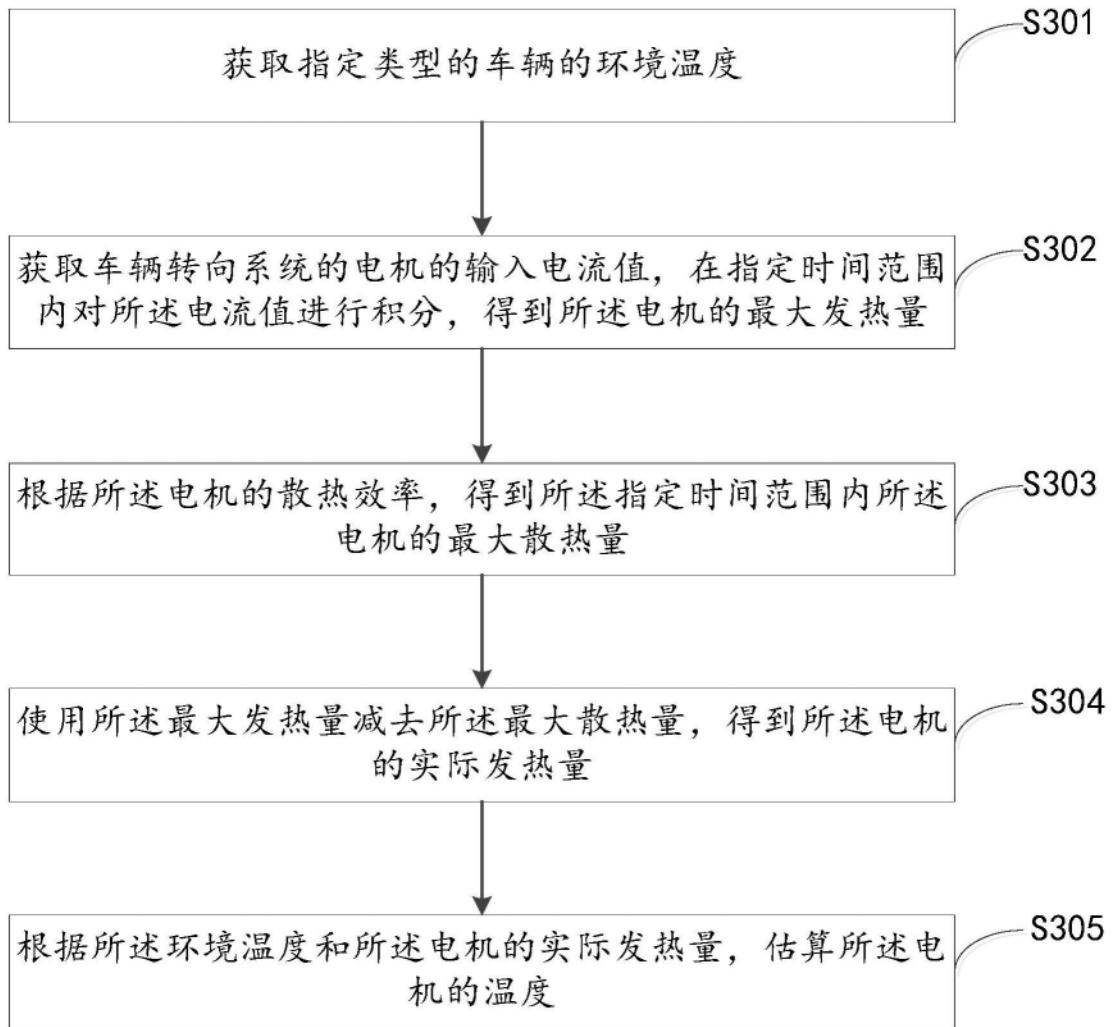 获取指定类型的车辆的环境温度
S301
获取车辆转向系统的电机的输入电流值，在指定时间范围
内对所述电流值进行积分，得到所述电机的最大发热量
S302
根据所述电机的散热效率，得到所述指定时间范围内所述
电机的最大散热量
S303
使用所述最大发热量减去所述最大散热量，得到所述电机
的实际发热量
S304
根据所述环境温度和所述电机的实际发热量，估算所述电
机的温度
S305